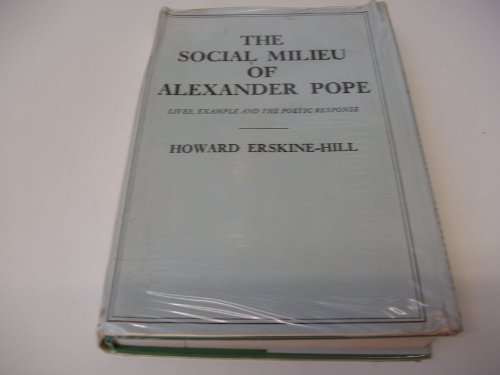 THE
SOCIAL MILIEU
OF
ALEXANDER POPE
LIVES, EXAMPLE AND THE POETIC RESPONSE
HOWARD ERSKINE-HILL